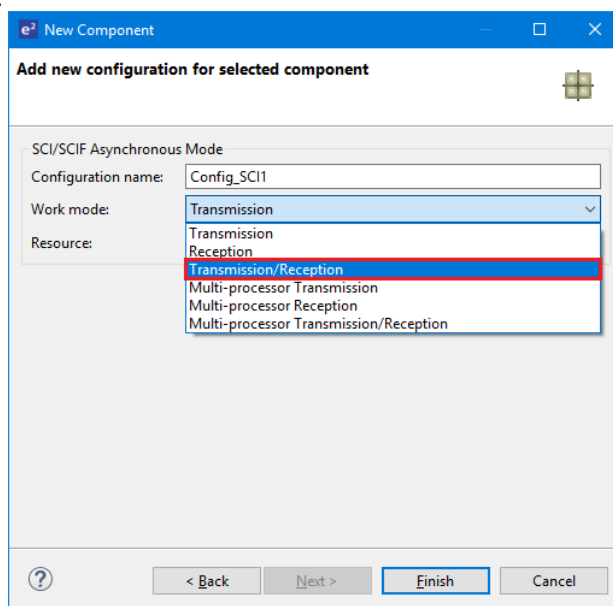 e² New Component
Add new configuration for selected component
SCI/SCIF Asynchronous Mode
Configuration name: Config_SCI1
Work mode: Transmission
Resource:
Transmission
Reception
Transmission/Reception
Multi-processor Transmission
Multi-processor Reception
Multi-processor Transmission/Reception
? < Back Next > Finish Cancel